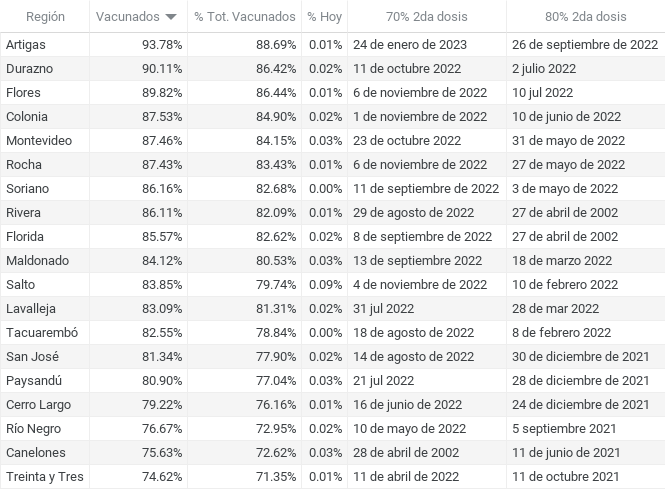 Región Vacunados % Tot. Vacunados % Hoy 70% 2da dosis 80% 2da dosis
Artigas 93.78% 88.69% 0.01% 24 de enero de 2023 26 de septiembre de 2022
Durazno 90.11% 86.42% 0.02% 11 de octubre 2022 2 julio 2022
Flores 89.82% 86.44% 0.01% 6 de noviembre de 2022 10 jul 2022
Colonia 87.53% 84.90% 0.02% 1 de noviembre de 2022 10 de junio de 2022
Montevideo 87.46% 84.15% 0.03% 23 de octubre 2022 31 de mayo de 2022
Rocha 87.43% 83.43% 0.01% 6 de noviembre de 2022 27 de mayo de 2022
Soriano 86.16% 82.68% 0.00% 11 de septiembre de 2022 3 de mayo de 2022
Rivera 86.11% 82.09% 0.01% 29 de agosto de 2022 27 de abril de 2002
Florida 85.57% 82.62% 0.02% 8 de septiembre de 2022 27 de abril de 2002
Maldonado 84.12% 80.53% 0.03% 13 de septiembre 2022 18 de marzo 2022
Salto 83.85% 79.74% 0.09% 4 de noviembre de 2022 10 de febrero de 2022
Lavalleja 83.09% 81.31% 0.02% 31 jul 2022 28 de mar 2022
Tacuarembó 82.55% 78.84% 0.00% 18 de agosto de 2022 8 de febrero 2022
San José 81.34% 77.90% 0.02% 14 de agosto de 2022 30 de diciembre de 2021
Paysandú 80.90% 77.04% 0.03% 21 jul 2022 28 de diciembre de 2021
Cerro Largo 79.22% 76.16% 0.01% 16 de junio de 2022 24 de diciembre de 2021
Río Negro 76.67% 72.95% 0.02% 10 de mayo de 2022 5 septiembre 2021
Canelones 75.63% 72.62% 0.03% 28 de abril de 2002 11 de junio de 2021
Treinta y Tres 74.62% 71.35% 0.01% 11 de abril de 2022 11 de octubre 2021